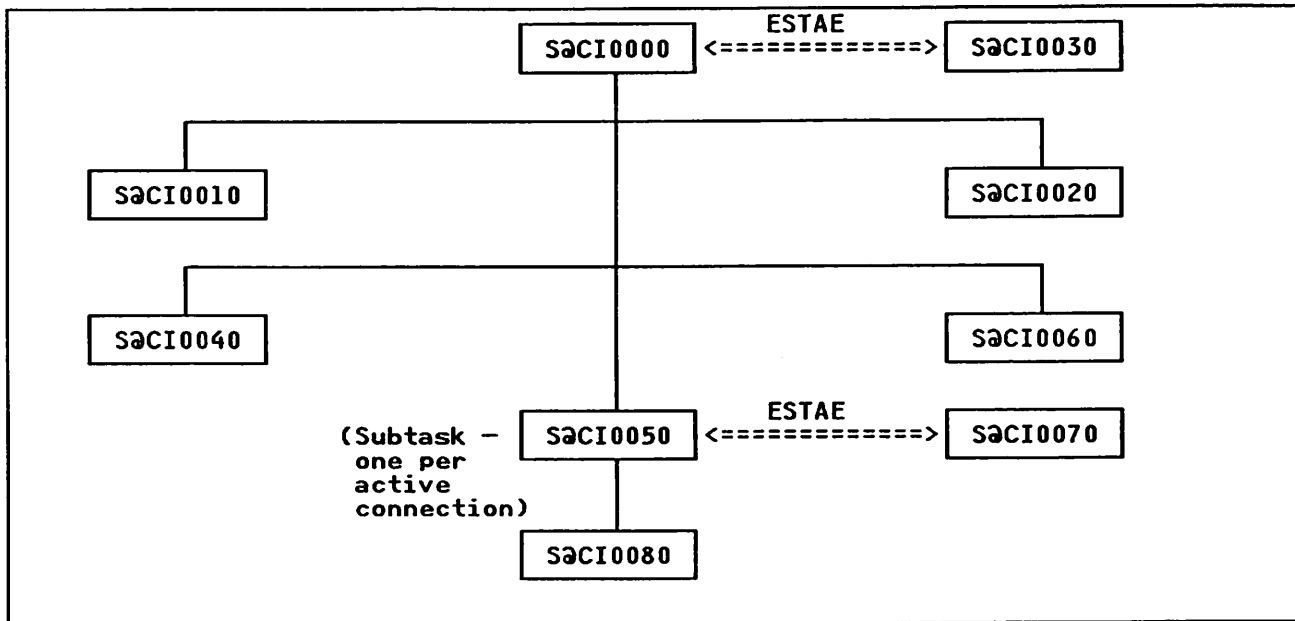 ESTAE
S@CI0000 <=============> S@CI0030
S@CI0010 S@CI0020
S@CI0040 S@CI0060
ESTAE
(Subtask – S@CI0050 <=============> S@CI0070
one per
active
connection)
S@CI0080